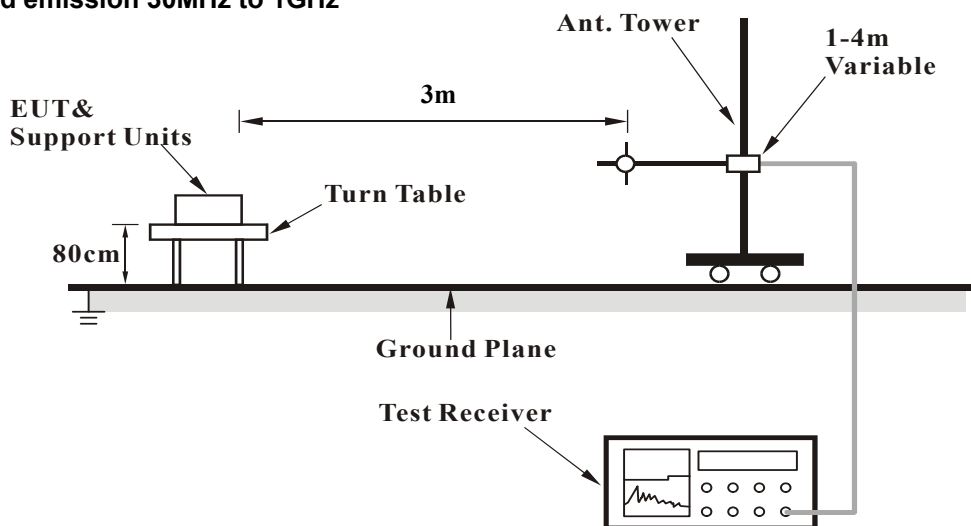 d emission 30MHz to 1GHz
Ant. Tower
1-4m
Variable
3m
EUT&
Support Units
Turn Table
80cm
Ground Plane
Test Receiver